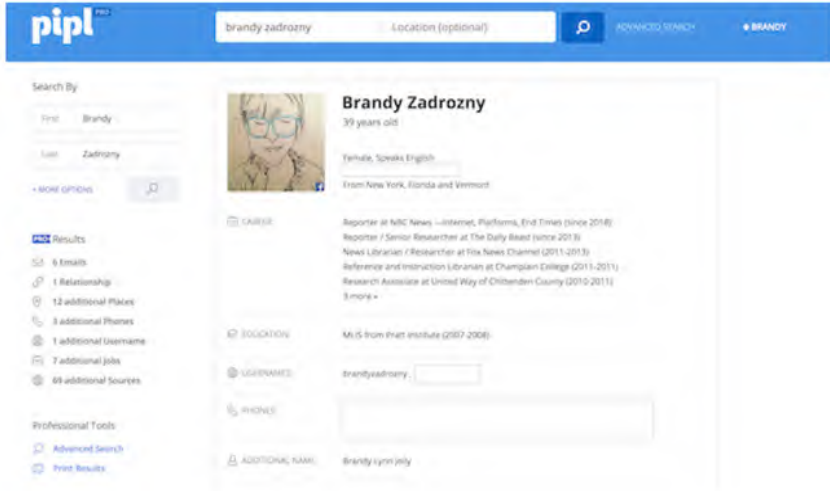 pipl PRO
brandy zadrozny Location (optional) ADVANCED SEARCH BRANDY
Search By
First Brandy
Last Zadrozny
+ MORE OPTIONS
PRO+ Results
6 Emails
1 Relationship
12 additional Places
3 additional Phones
1 additional Username
7 additional Jobs
69 additional Sources
Professional Tools
Advanced Search
Print Results
Brandy Zadrozny
39 years old
Female, Speaks English
From New York, Florida and Vermont
CAREER:
Reporter at NBC News —Internet, Platforms, End Times (since 2018)
Reporter / Senior Researcher at The Daily Beast (since 2013)
News Librarian / Researcher at Fox News Channel (2011-2013)
Reference and Instruction Librarian at Champlain College (2011-2011)
Research Associate at United Way of Chittenden County (2010-2011)
3 more »
EDUCATION:
MLIS from Pratt Institute (2007-2008)
USERNAMES:
brandyzadrozny
PHONES:
ADDITIONAL NAME:
Brandy Lynn Jelly